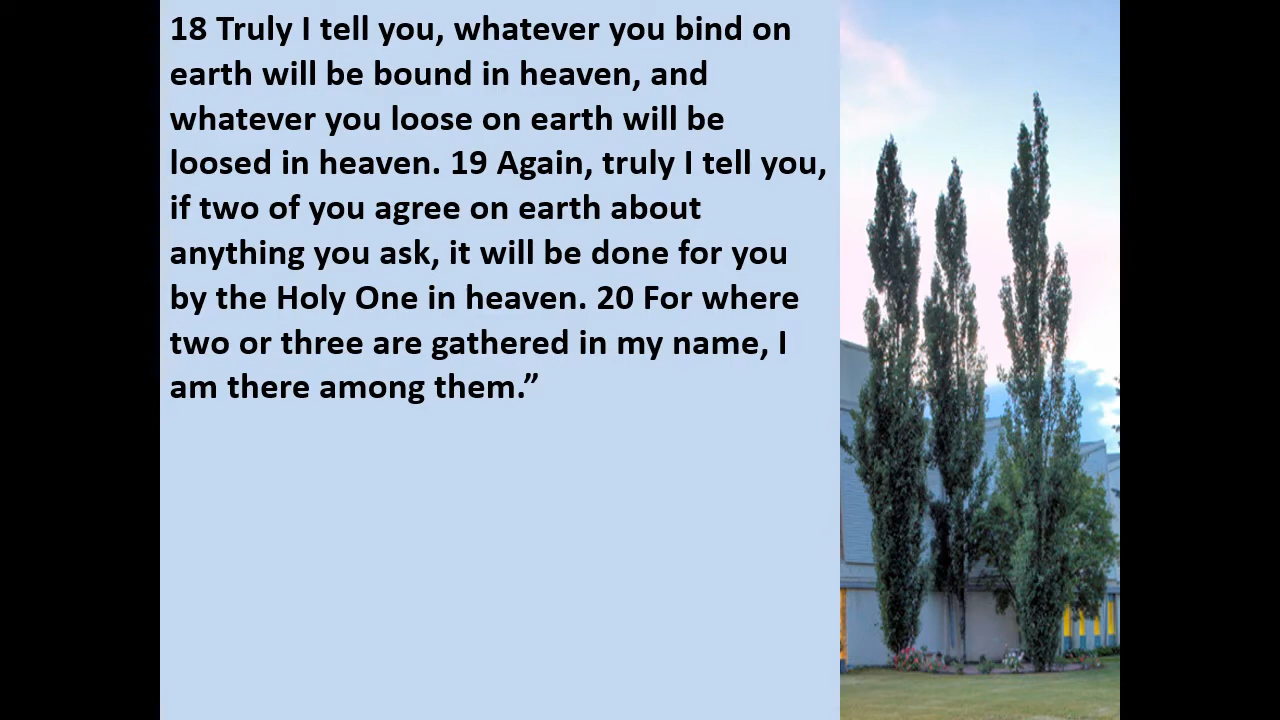 18 Truly I tell you, whatever you bind on
earth will be bound in heaven, and
whatever you loose on earth will be
loosed in heaven. 19 Again, truly I tell you,
if two of you agree on earth about
anything you ask, it will be done for you
by the Holy One in heaven. 20 For where
two or three are gathered in my name, I
am there among them.”